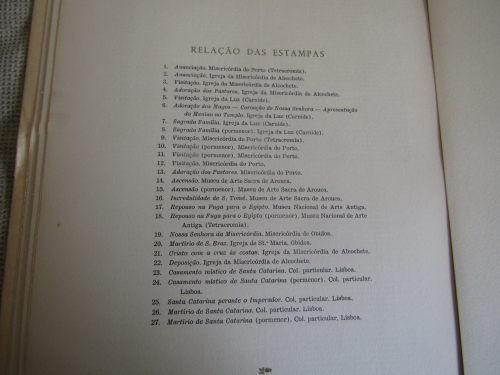 RELAÇÃO DAS ESTAMPAS
1. Anunciação. Misericórdia do Porto (Tetracromia).
2. Anunciação. Igreja da Misericórdia de Alcochete.
3. Visitação. Igreja da Misericórdia de Alcochete.
4. Adoração dos Pastores. Igreja da Misericórdia de Alcochete.
5. Visitação. Igreja da Luz (Carnide).
6. Adoração dos Magos — Coroação de Nossa Senhora — Apresentação
do Menino no Templo. Igreja da Luz (Carnide).
7. Sagrada Família. Igreja da Luz (Carnide).
8. Sagrada Família (pormenor). Igreja da Luz (Carnide).
9. Visitação. Misericórdia do Porto (Tetracromia).
10. Visitação (pormenor). Misericórdia do Porto.
11. Visitação (pormenor). Misericórdia do Porto.
12. Visitação (pormenor). Misericórdia do Porto.
13. Adoração dos Pastores. Misericórdia do Porto.
14. Ascensão. Museu de Arte Sacra de Arouca.
15. Ascensão (pormenor). Museu de Arte Sacra de Arouca.
16. Incredulidade de S. Tomé. Museu de Arte Sacra de Arouca.
17. Repouso na Fuga para o Egipto. Museu Nacional de Arte Antiga.
18. Repouso na Fuga para o Egipto (pormenor). Museu Nacional de Arte
Antiga (Tetracromia).
19. Nossa Senhora da Misericórdia. Misericórdia de Óbidos.
20. Martírio de S. Brás. Igreja de St.ª Maria. Óbidos.
21. Cristo com a cruz às costas. Igreja da Misericórdia de Alcochete.
22. Deposição. Igreja da Misericórdia de Alcochete.
23. Casamento místico de Santa Catarina. Col. particular. Lisboa.
24. Casamento místico de Santa Catarina (pormenor). Col. particular.
Lisboa.
25. Santa Catarina perante o Imperador. Col. particular. Lisboa.
26. Martírio de Santa Catarina. Col. particular. Lisboa.
27. Martírio de Santa Catarina (pormenor). Col. particular. Lisboa.